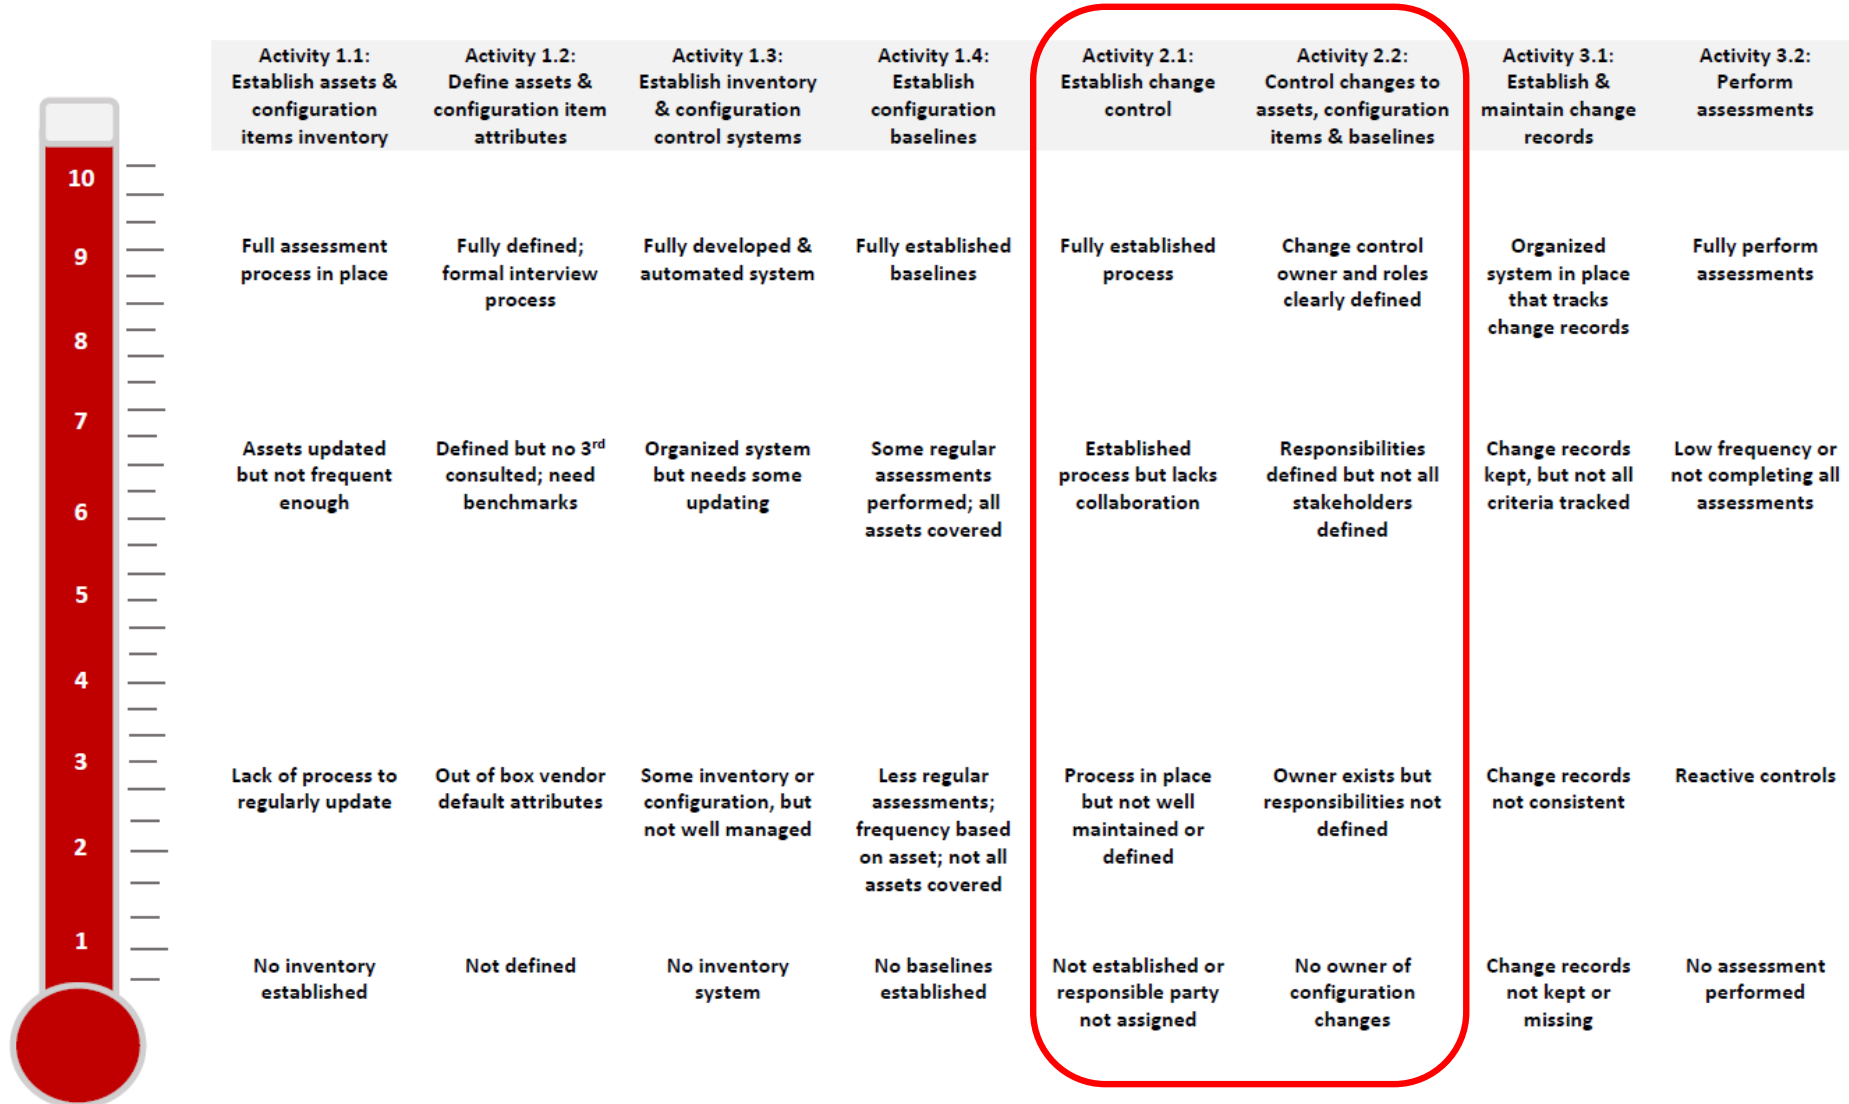 Activity 1.1:
Establish assets &
configuration
items inventory
Activity 1.2:
Define assets &
configuration item
attributes
Activity 1.3:
Establish inventory
& configuration
control systems
Activity 1.4:
Establish
configuration
baselines
Activity 2.1:
Establish change
control
Activity 2.2:
Control changes to
assets, configuration
items & baselines
Activity 3.1:
Establish &
maintain change
records
Activity 3.2:
Perform
assessments
10
9
Full assessment
process in place
Fully defined;
formal interview
process
Fully developed &
automated system
Fully established
baselines
Fully established
process
Change control
owner and roles
clearly defined
Organized
system in place
that tracks
change records
Fully perform
assessments
8
7
Assets updated
but not frequent
enough
Defined but no 3rd
consulted; need
benchmarks
Organized system
but needs some
updating
Some regular
assessments
performed; all
assets covered
Established
process but lacks
collaboration
Responsibilities
defined but not all
stakeholders
defined
Change records
kept, but not all
criteria tracked
Low frequency or
not completing all
assessments
6
5
4
3
Lack of process to
regularly update
Out of box vendor
default attributes
Some inventory or
configuration, but
not well managed
Less regular
assessments;
frequency based
on asset; not all
assets covered
Process in place
but not well
maintained or
defined
Owner exists but
responsibilities not
defined
Change records
not consistent
Reactive controls
2
1
No inventory
established
Not defined
No inventory
system
No baselines
established
Not established or
responsible party
not assigned
No owner of
configuration
changes
Change records
not kept or
missing
No assessment
performed